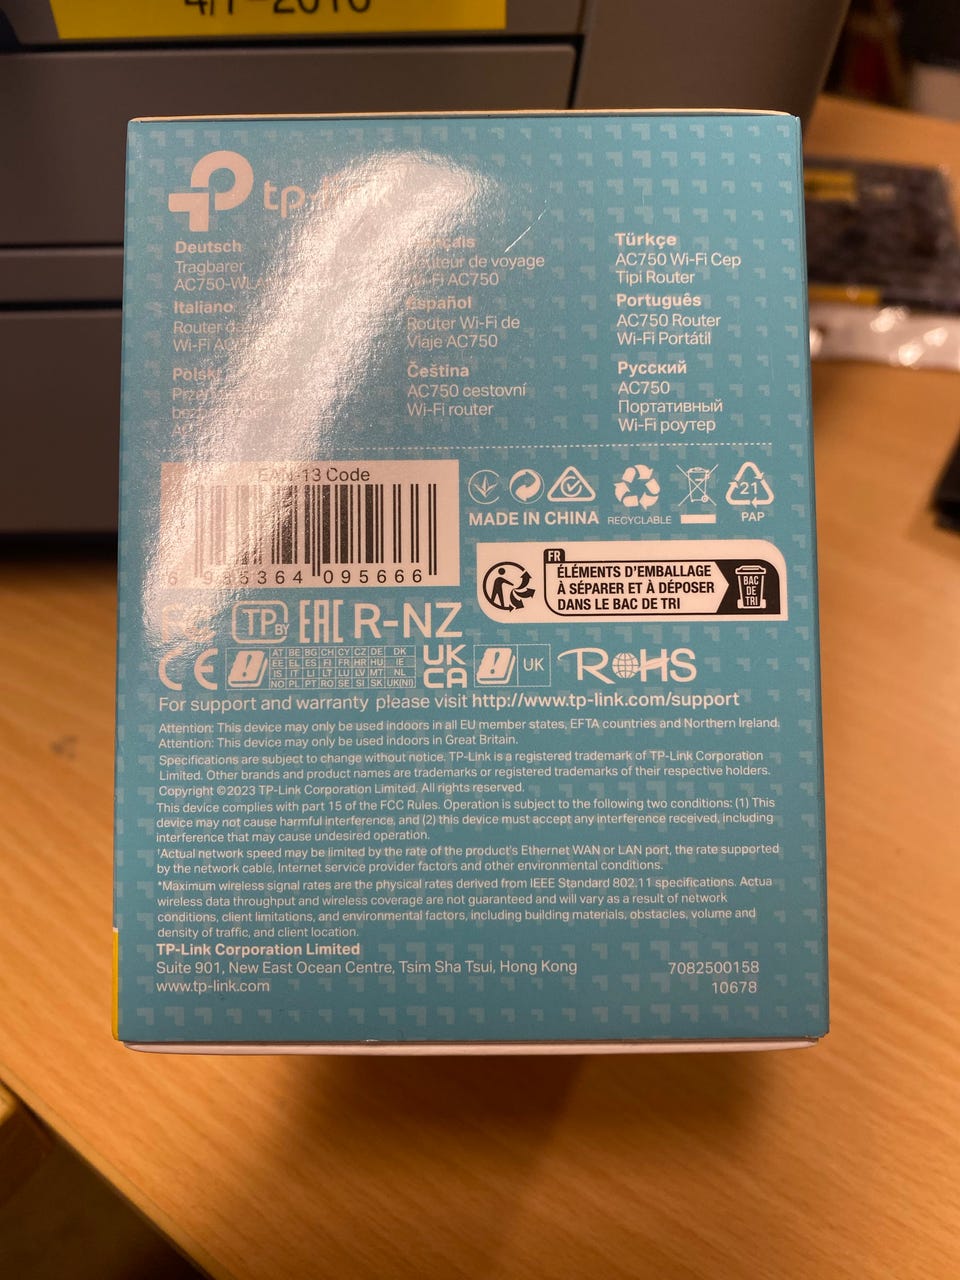 tp-link
Deutsch
Tragbarer
Italiano
Router
Wi-Fi
Français
Routeur de voyage
Wi-Fi AC750
Español
Router Wi-Fi de
Viaje AC750
Čeština
AC750 cestovní
Wi-Fi router
Türkçe
AC750 Wi-Fi Cep
Tipi Router
Português
AC750 Router
Wi-Fi Portátil
Русский
AC750
Портативный
Wi-Fi роутер
EAN-13 Code
6 935364 095666
MADE IN CHINA
RECYCLABLE
21
PAP
FR
ÉLÉMENTS D'EMBALLAGE
À SÉPARER ET À DÉPOSER
DANS LE BAC DE TRI
BAC
DE
TRI
FC TP BY EAC R-NZ
CE
AT BE BG CH CY CZ DE DK
EE EL ES FI FR HR HU IE
IS IT LI LT LU LV MT NL
NO PL PT RO SE SI SK UK(NI)
UK
CA
UK
RoHS
For support and warranty please visit http://www.tp-link.com/support
Attention: This device may only be used indoors in all EU member states, EFTA countries and Northern Ireland.
Attention: This device may only be used indoors in Great Britain.
Specifications are subject to change without notice. TP-Link is a registered trademark of TP-Link Corporation
Limited. Other brands and product names are trademarks or registered trademarks of their respective holders.
Copyright ©2023 TP-Link Corporation Limited. All rights reserved.
This device complies with part 15 of the FCC Rules. Operation is subject to the following two conditions: (1) This
device may not cause harmful interference, and (2) this device must accept any interference received, including
interference that may cause undesired operation.
†Actual network speed may be limited by the rate of the product's Ethernet WAN or LAN port, the rate supported
by the network cable, Internet service provider factors and other environmental conditions.
*Maximum wireless signal rates are the physical rates derived from IEEE Standard 802.11 specifications. Actua
wireless data throughput and wireless coverage are not guaranteed and will vary as a result of network
conditions, client limitations, and environmental factors, including building materials, obstacles, volume and
density of traffic, and client location.
TP-Link Corporation Limited
Suite 901, New East Ocean Centre, Tsim Sha Tsui, Hong Kong
www.tp-link.com
7082500158
10678